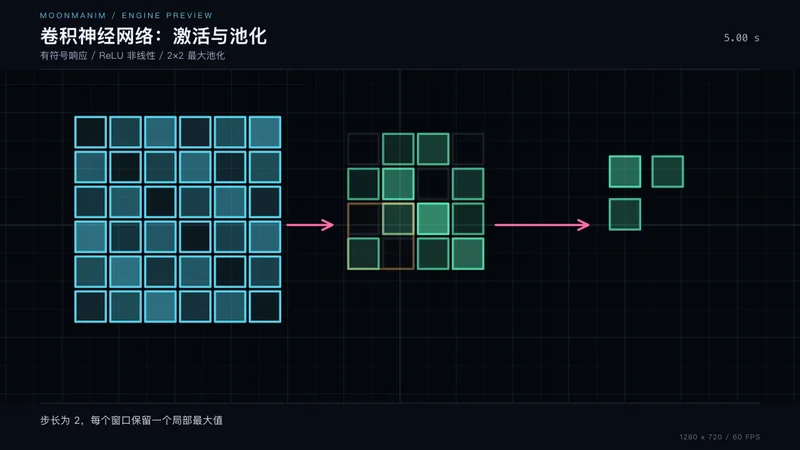 MOONMANIM / ENGINE PREVIEW
卷积神经网络：激活与池化
5.00 s
有符号响应 / ReLU 非线性 / 2×2 最大池化
步长为 2，每个窗口保留一个局部最大值
1280 x 720 / 60 FPS